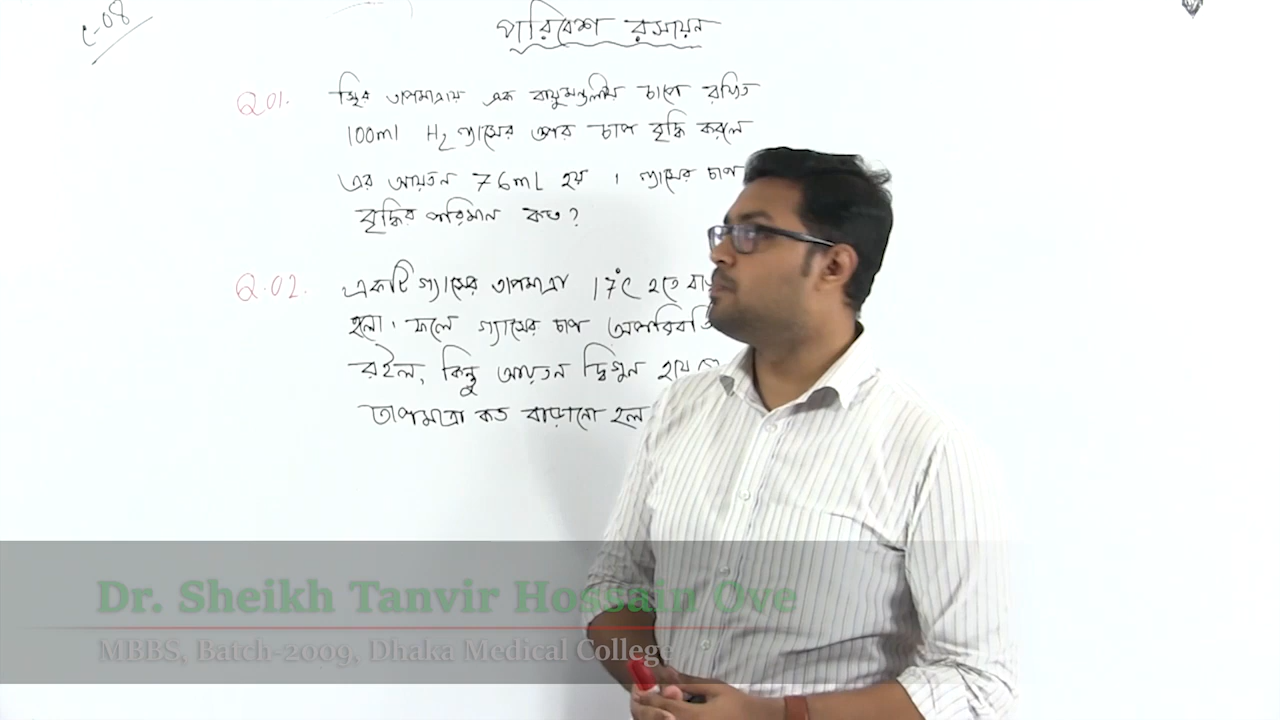 C-08
পরিবেশ রসায়ন
Q.01. স্থির তাপমাত্রায় এক বায়ুমন্ডলীয় চাপে রক্ষিত
100ml H₂ গ্যাসের উপর চাপ বৃদ্ধি করলে
এর আয়তন 76mL হয় । গ্যাসের চাপ
বৃদ্ধির পরিমান কত?
Q.02. একটি গ্যাসের তাপমাত্রা 17°C হতে
হলো। ফলে গ্যাসের চাপ
রইল, কিন্তু আয়তন দ্বিগুন হয়ে
তাপমাত্রা কত বাড়ানো হল
Dr. Sheikh Tanvir Hossain Ove
MBBS, Batch-2009, Dhaka Medical College